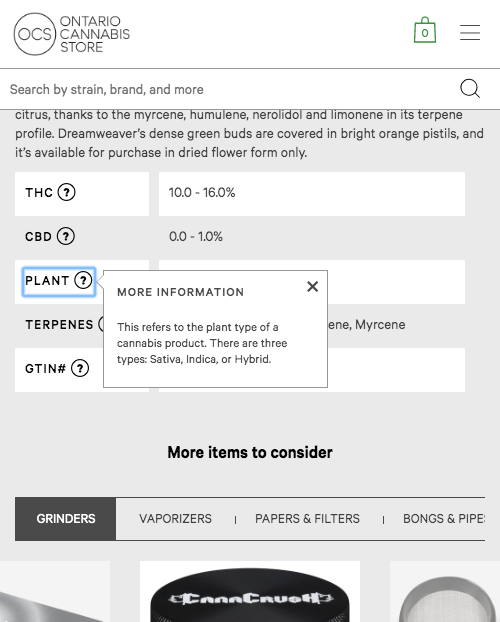 OCS
ONTARIO
CANNABIS
STORE
0
Search by strain, brand, and more
citrus, thanks to the myrcene, humulene, nerolidol and limonene in its terpene
profile. Dreamweaver's dense green buds are covered in bright orange pistils, and
it's available for purchase in dried flower form only.
THC ?
10.0 - 16.0%
CBD ?
0.0 - 1.0%
PLANT ?
MORE INFORMATION
This refers to the plant type of a
cannabis product. There are three
types: Sativa, Indica, or Hybrid.
TERPENES
ene, Myrcene
GTIN# ?
More items to consider
GRINDERS
VAPORIZERS
PAPERS & FILTERS
BONGS & PIPES
CannCrusH